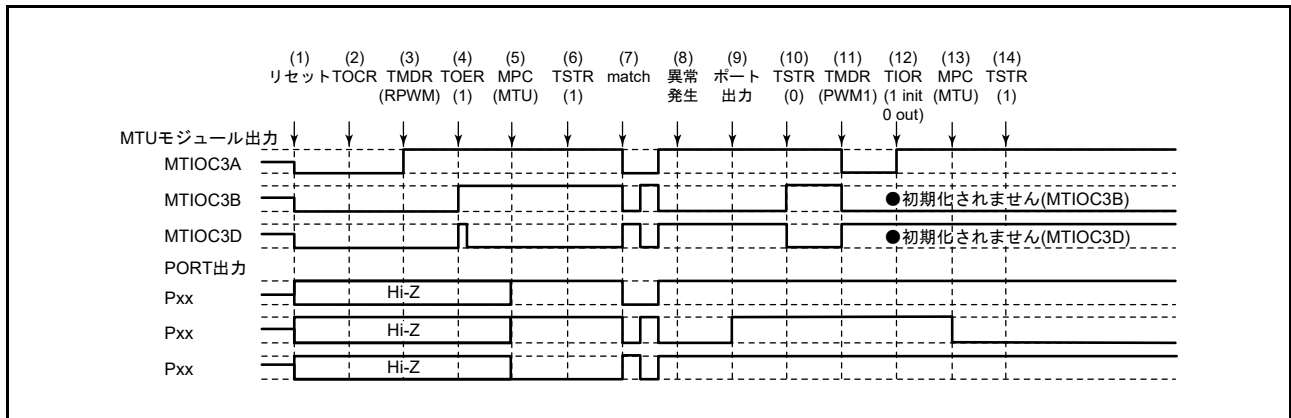 (1) (2) (3) (4) (5) (6) (7) (8) (9) (10) (11) (12) (13) (14)
リセット TOCR TMDR TOER MPC TSTR match 異常 ポート TSTR TMDR TIOR MPC TSTR
(RPWM) (1) (MTU) (1) 発生 出力 (0) (PWM1) (1 init (MTU) (1)
0 out)
MTUモジュール出力
MTIOC3A
MTIOC3B ●初期化されません(MTIOC3B)
MTIOC3D ●初期化されません(MTIOC3D)
PORT出力
Pxx Hi-Z
Pxx Hi-Z
Pxx Hi-Z